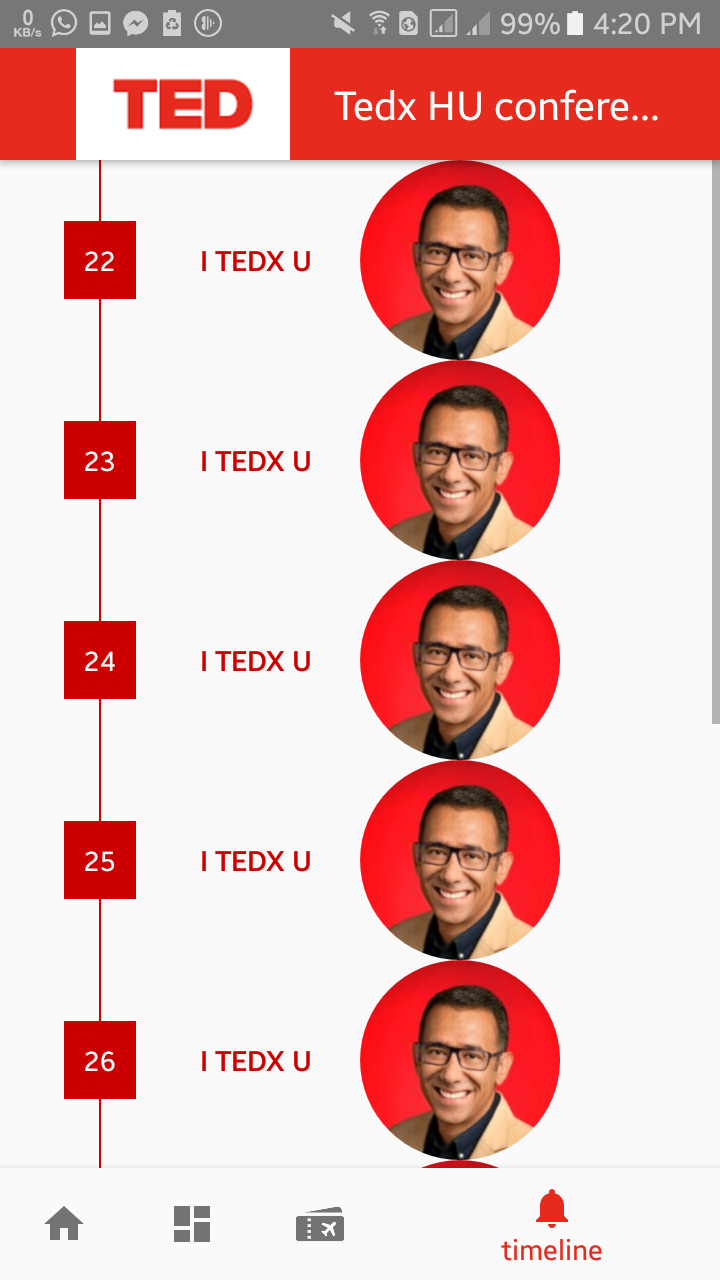 0
KB/s
99%
4:20 PM
TED
Tedx HU confere...
22
I TEDX U
23
I TEDX U
24
I TEDX U
25
I TEDX U
26
I TEDX U
timeline